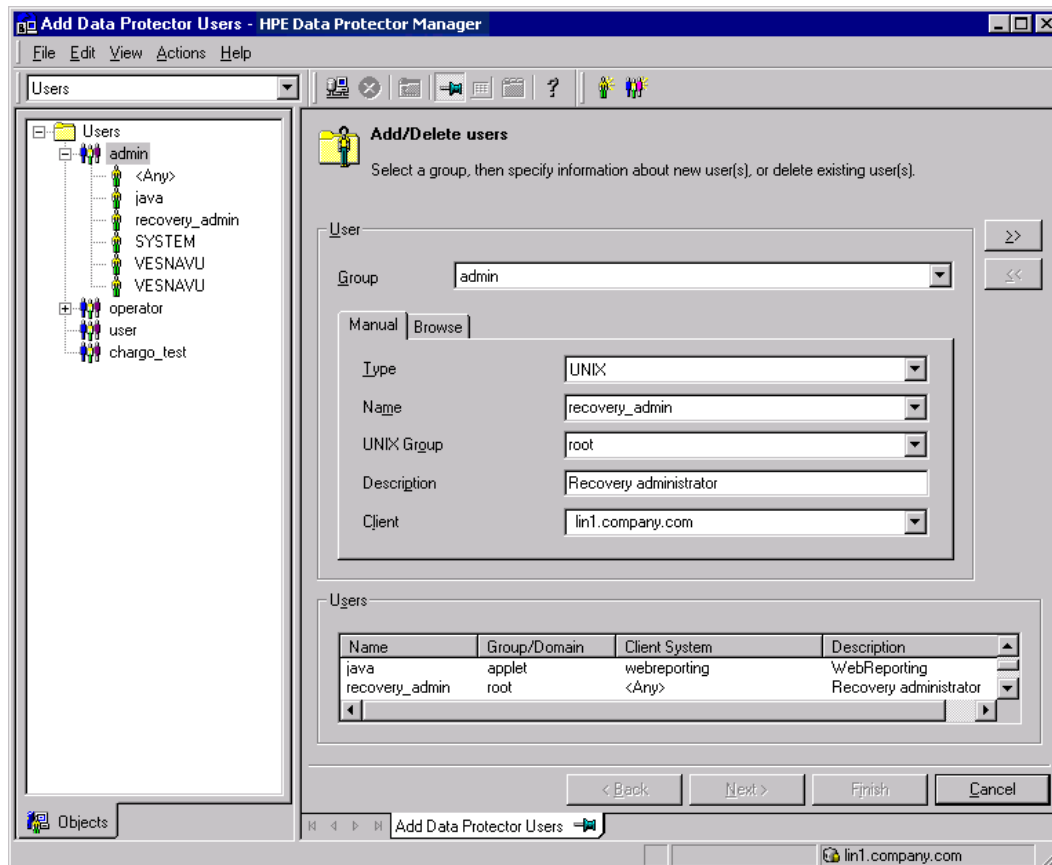 Add Data Protector Users - HPE Data Protector Manager
File Edit View Actions Help
Users
?
Users
admin
<Any>
java
recovery_admin
SYSTEM
VESNAVU
VESNAVU
operator
user
chargo_test
Objects
Add/Delete users
Select a group, then specify information about new user(s), or delete existing user(s).
User
>>
<<
Group admin
Manual Browse
Type UNIX
Name recovery_admin
UNIX Group root
Description Recovery administrator
Client lin1.company.com
Users
Name Group/Domain Client System Description
java applet webreporting WebReporting
recovery_admin root <Any> Recovery administrator
< Back Next > Finish Cancel
Add Data Protector Users
lin1.company.com